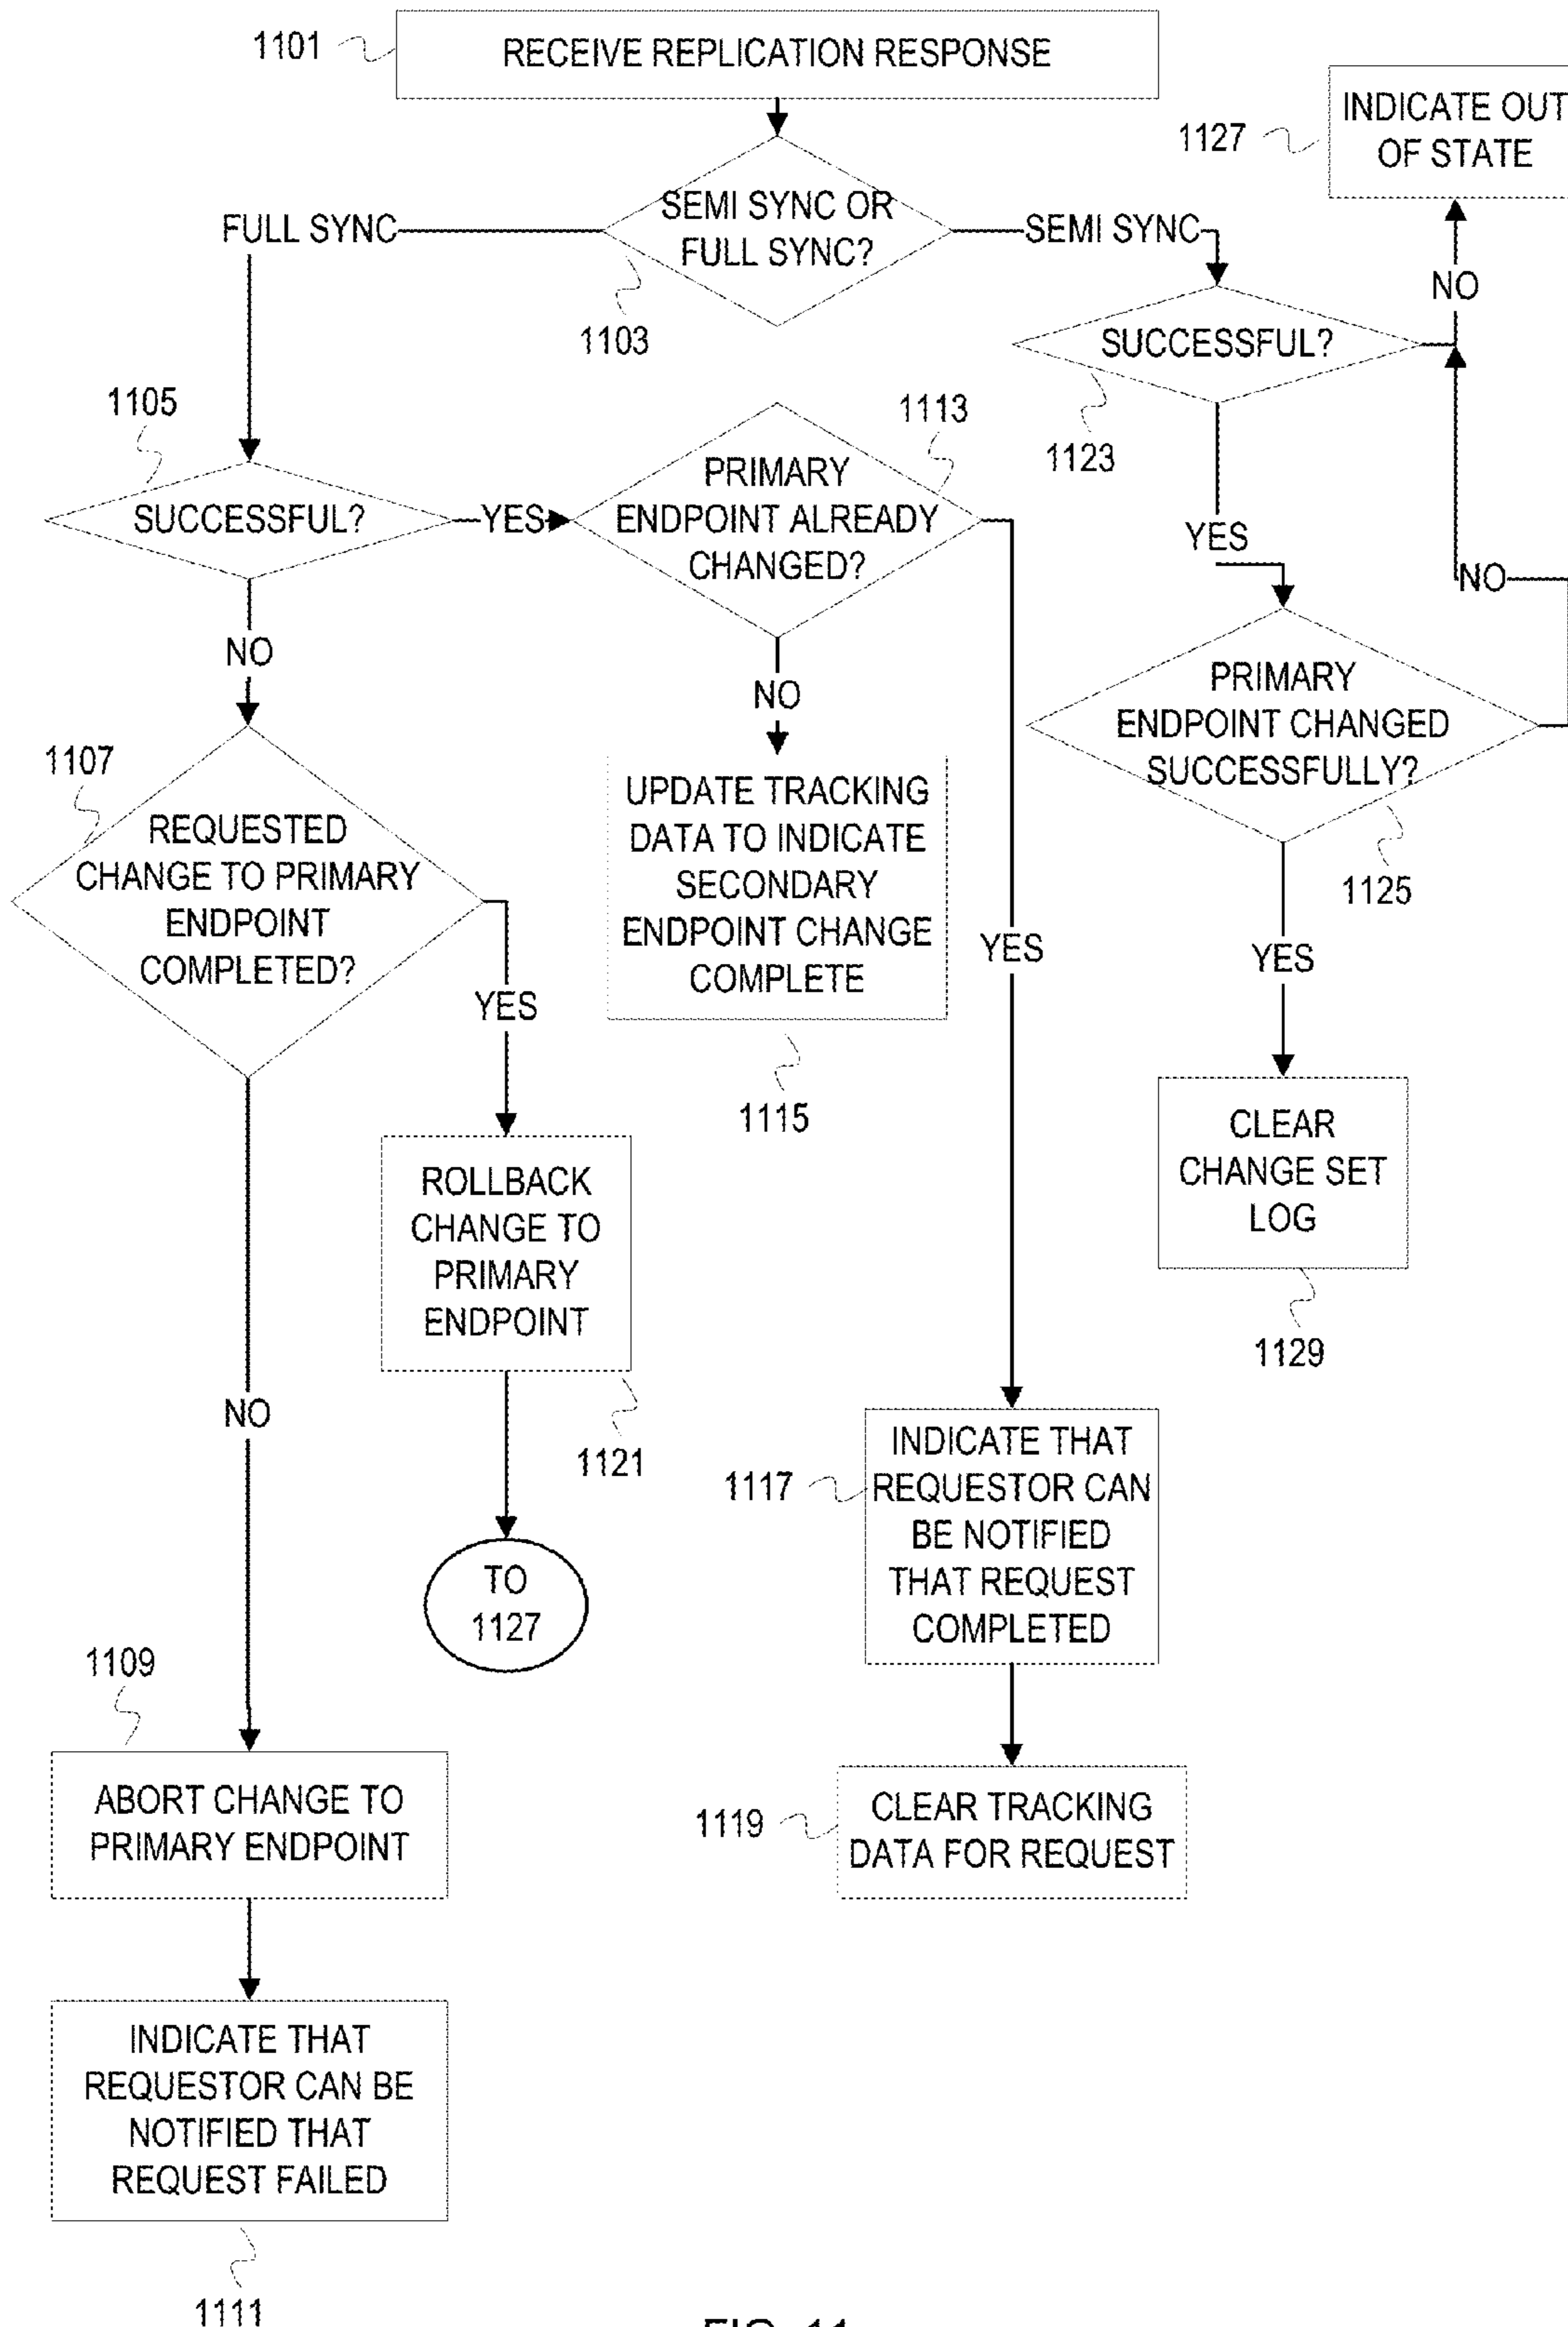 1101
RECEIVE REPLICATION RESPONSE
1127
INDICATE OUT
OF STATE
SEMI SYNC OR
FULL SYNC?
1103
FULL SYNC
SEMI SYNC
NO
SUCCESSFUL?
1123
1105
SUCCESSFUL?
YES
1113
PRIMARY
ENDPOINT ALREADY
CHANGED?
YES
NO
NO
NO
PRIMARY
ENDPOINT CHANGED
SUCCESSFULLY?
1125
1107
REQUESTED
CHANGE TO PRIMARY
ENDPOINT
COMPLETED?
UPDATE TRACKING
DATA TO INDICATE
SECONDARY
ENDPOINT CHANGE
COMPLETE
1115
YES
YES
YES
ROLLBACK
CHANGE TO
PRIMARY
ENDPOINT
1121
CLEAR
CHANGE SET
LOG
1129
NO
TO
1127
1117
INDICATE THAT
REQUESTOR CAN
BE NOTIFIED
THAT REQUEST
COMPLETED
1109
ABORT CHANGE TO
PRIMARY ENDPOINT
1119
CLEAR TRACKING
DATA FOR REQUEST
INDICATE THAT
REQUESTOR CAN BE
NOTIFIED THAT
REQUEST FAILED
1111
FIG. 11